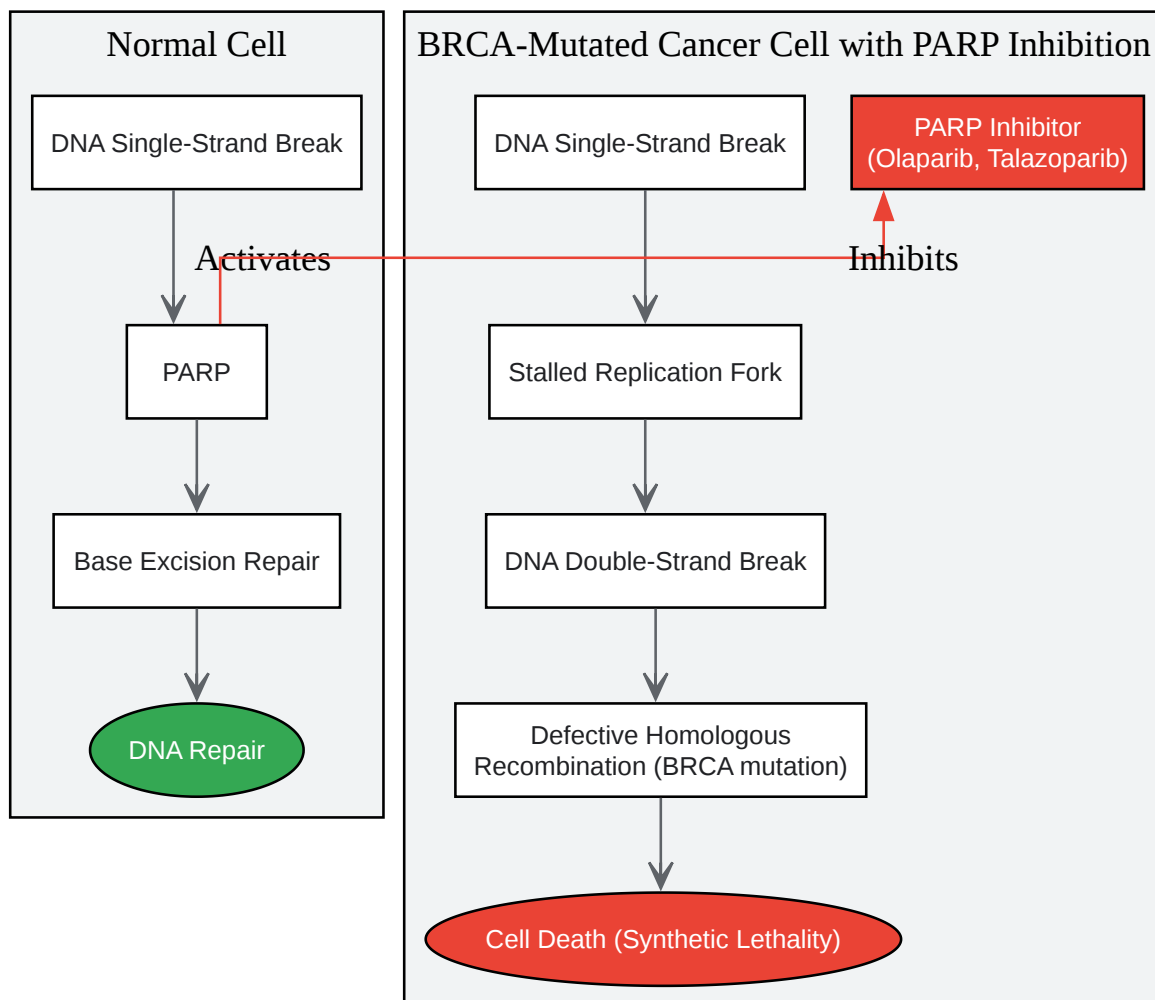 Normal Cell
DNA Single-Strand Break
Activates
PARP
Base Excision Repair
DNA Repair
BRCA-Mutated Cancer Cell with PARP Inhibition
DNA Single-Strand Break
PARP Inhibitor
(Olaparib, Talazoparib)
Inhibits
Stalled Replication Fork
DNA Double-Strand Break
Defective Homologous
Recombination (BRCA mutation)
Cell Death (Synthetic Lethality)